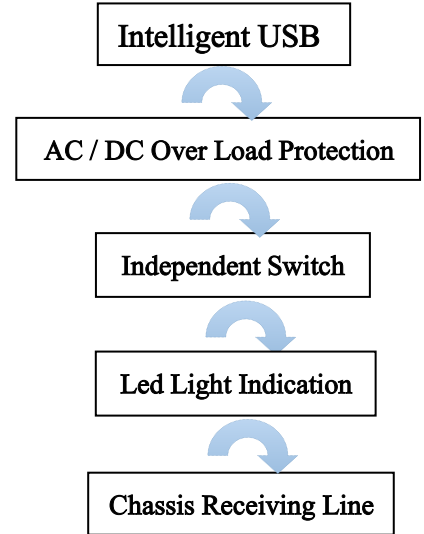 Intelligent USB
AC / DC Over Load Protection
Independent Switch
Led Light Indication
Chassis Receiving Line